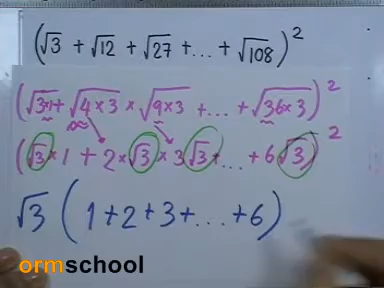 (√3 + √12 + √27 + ... + √108)²
(√3×1 + √4×3 × √9×3 + ... + √36×3)²
(√3×1 + 2×√3 × 3√3 × ... + 6√3)²
√3 (1+2+3+...+6)
ormschool